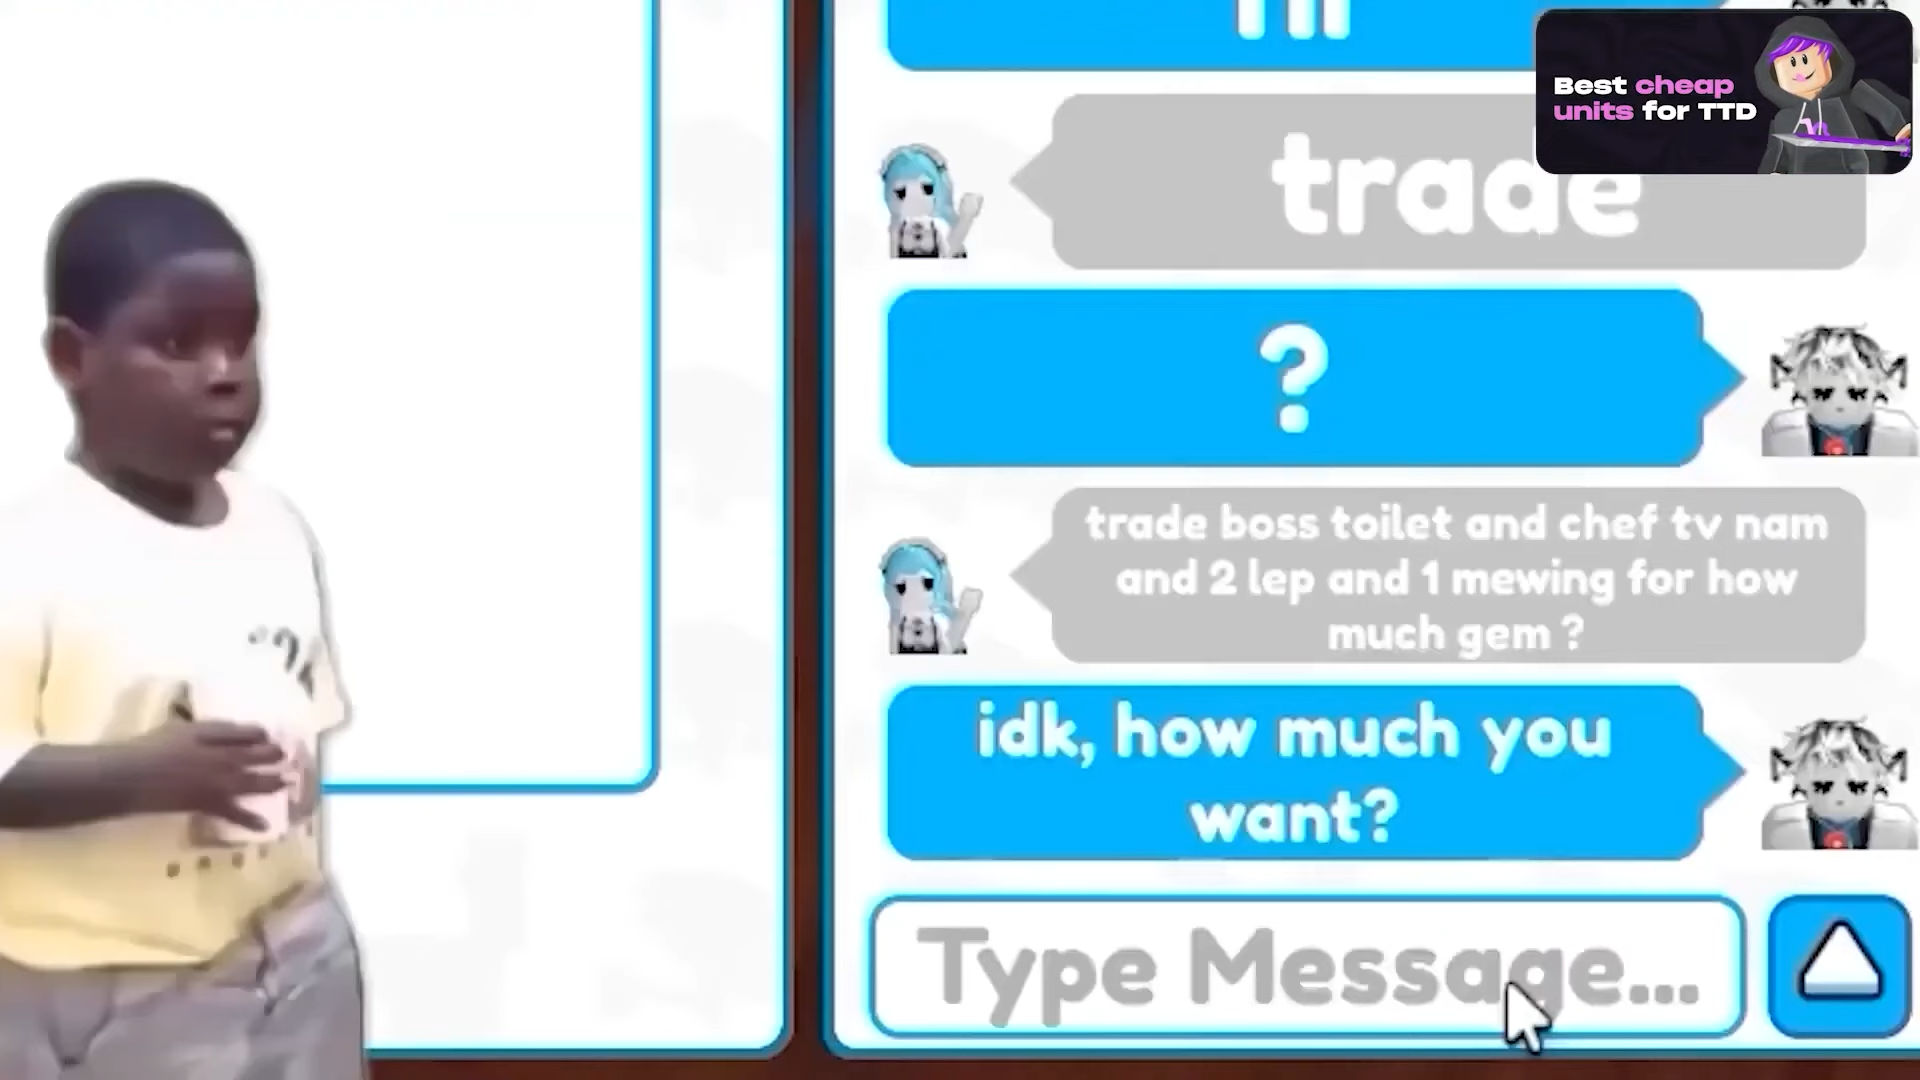 Best cheap
units for TTD
trade
?
trade boss toilet and chef tv nam
and 2 lep and 1 mewing for how
much gem ?
idk, how much you
want?
Type Message...